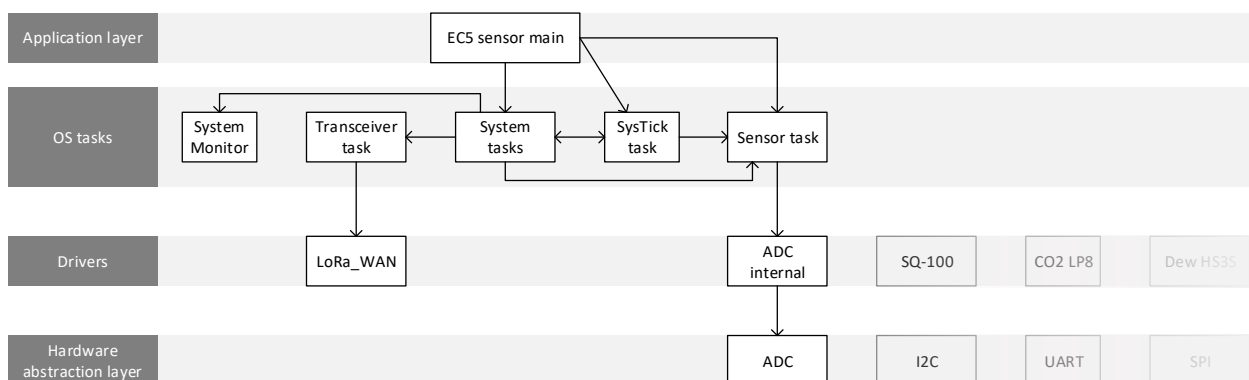 Application layer
EC5 sensor main
OS tasks
System
Monitor
Transceiver
task
System
tasks
SysTick
task
Sensor task
Drivers
LoRa_WAN
ADC
internal
SQ-100
CO2 LP8
Dew HS3S
Hardware
abstraction layer
ADC
I2C
UART
SPI